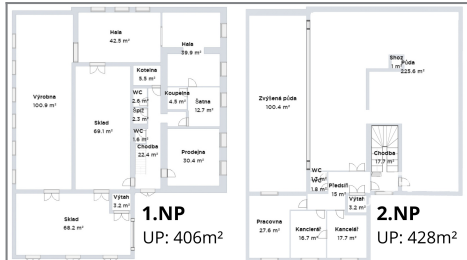 Hala
42.5 m²
Hala
39.9 m²
Kotelna
5.5 m²
Výrobna
100.9 m²
WC
2.6 m²
Koupelna
4.5 m²
Šatna
12.7 m²
Spíž
2.3 m²
Sklad
69.1 m²
WC
1.6 m²
Chodba
22.4 m²
Prodejna
30.4 m²
Výtah
3.2 m²
Sklad
68.2 m²
1.NP
UP: 406m²
Shoz
1 m²
Půda
225.6 m²
Zvýšená půda
100.4 m²
Chodba
17.7 m²
WC
WC
1.8 m²
Předsíň
15 m²
Výtah
3.2 m²
Pracovna
27.6 m²
Kancelář
16.7 m²
Kancelář
17.7 m²
2.NP
UP: 428m²